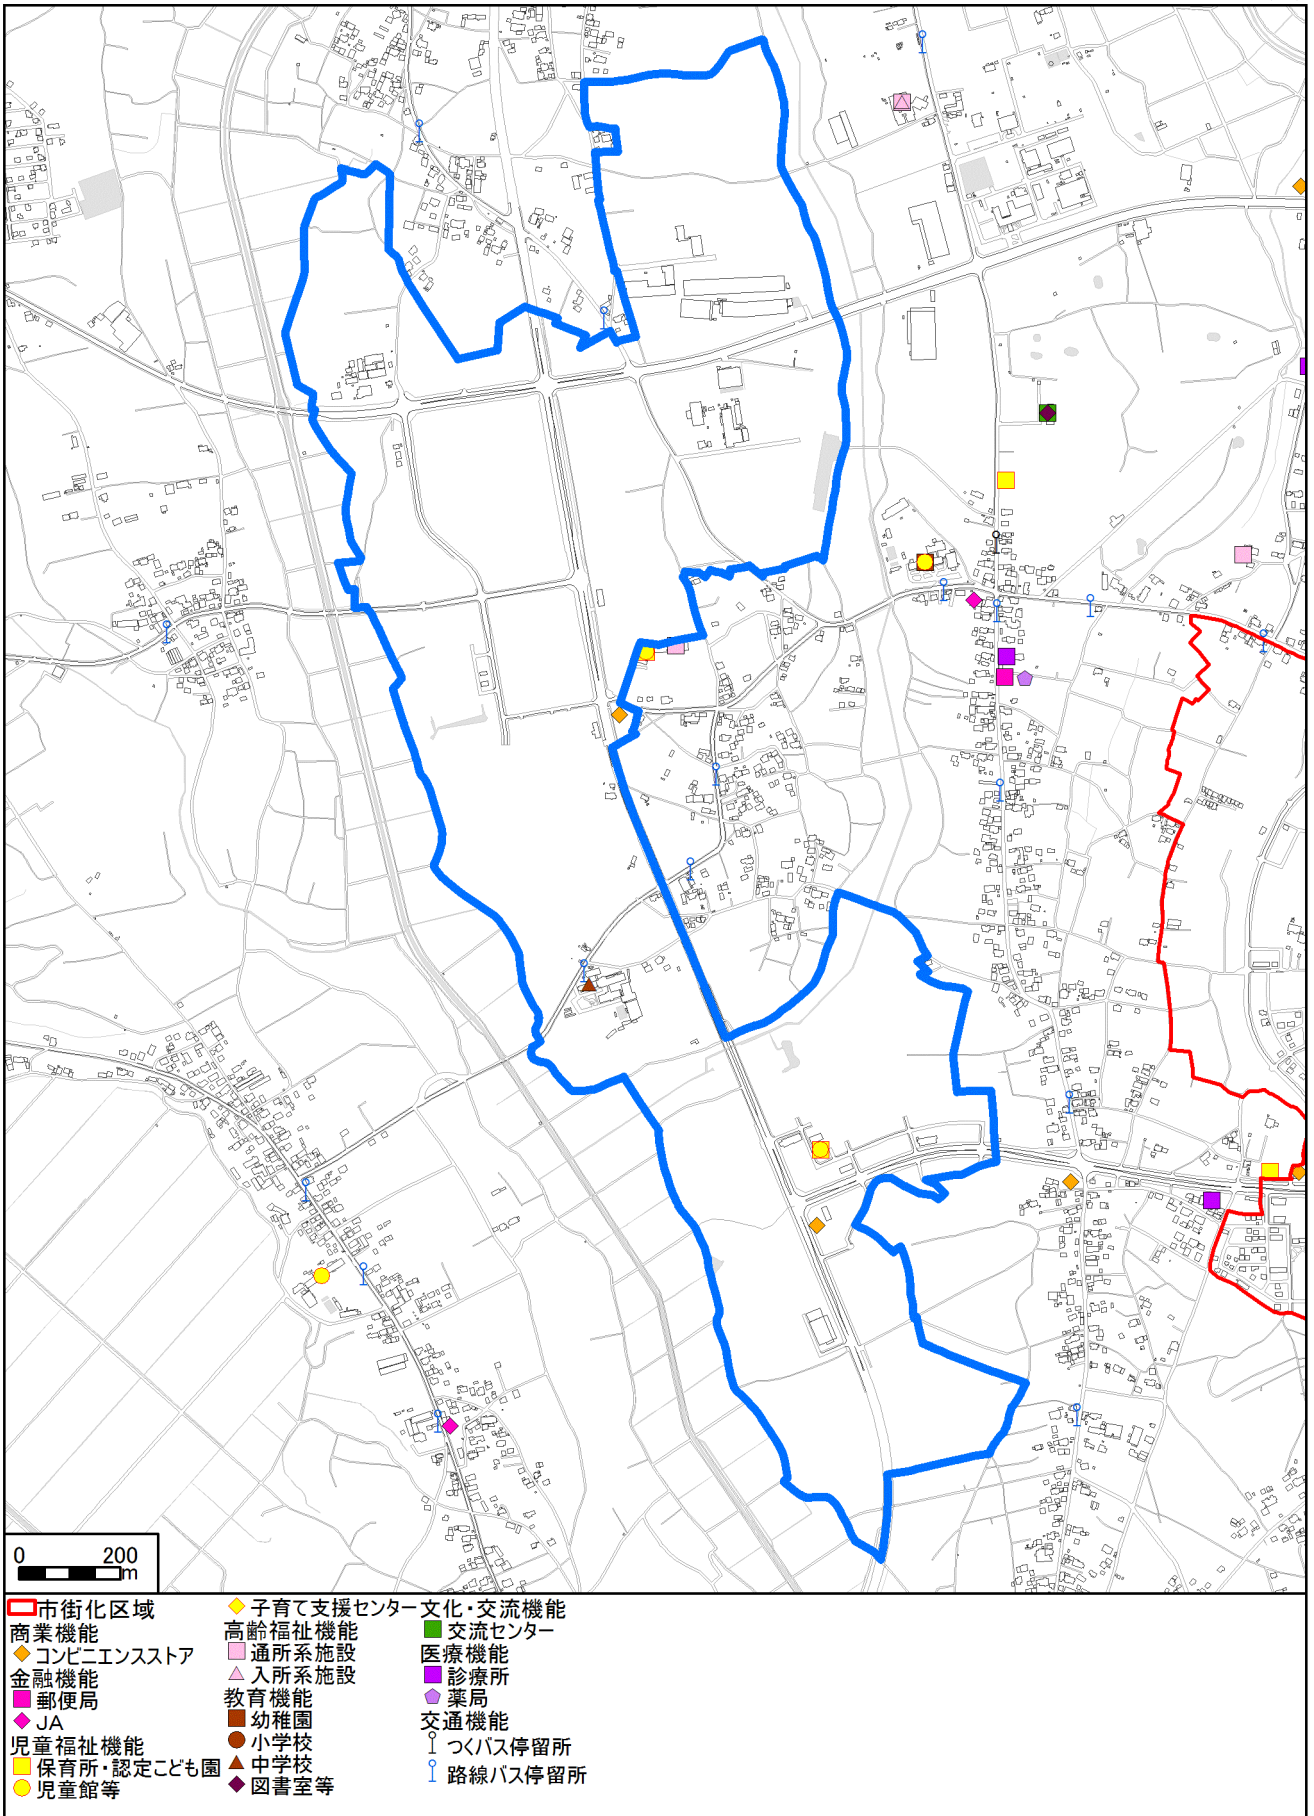 0 200
m
市街化区域
商業機能
コンビニエンスストア
金融機能
郵便局
JA
児童福祉機能
保育所・認定こども園
児童館等
子育て支援センター
高齢福祉機能
通所系施設
入所系施設
教育機能
幼稚園
小学校
中学校
図書室等
文化・交流機能
交流センター
医療機能
診療所
薬局
交通機能
つくバス停留所
路線バス停留所